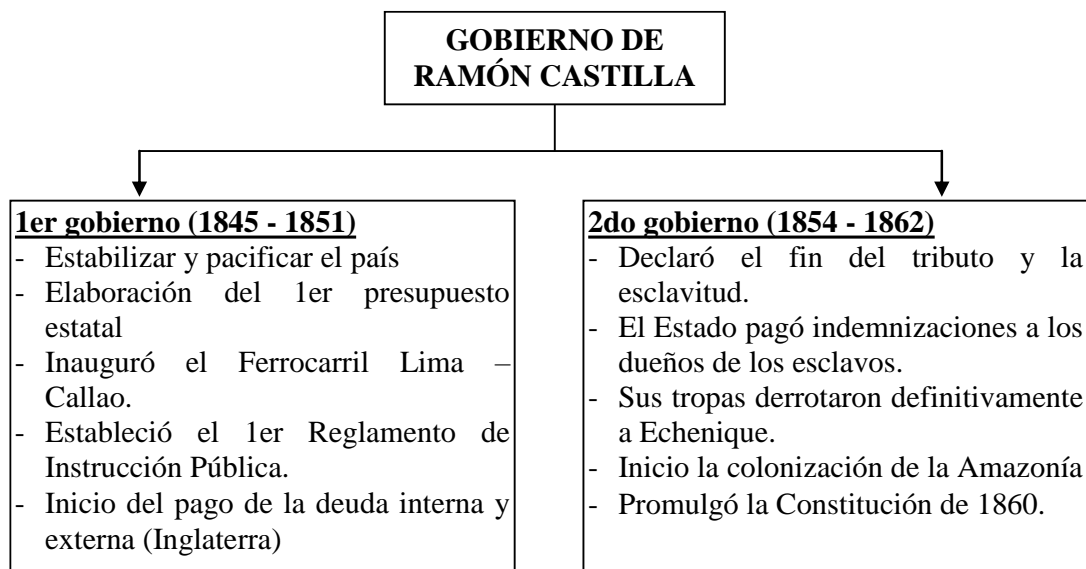 GOBIERNO DE
RAMÓN CASTILLA
1er gobierno (1845 - 1851)
- Estabilizar y pacificar el país
- Elaboración del 1er presupuesto
estatal
- Inauguró el Ferrocarril Lima –
Callao.
- Estableció el 1er Reglamento de
Instrucción Pública.
- Inicio del pago de la deuda interna y
externa (Inglaterra)
2do gobierno (1854 - 1862)
- Declaró el fin del tributo y la
esclavitud.
- El Estado pagó indemnizaciones a los
dueños de los esclavos.
- Sus tropas derrotaron definitivamente
a Echenique.
- Inicio la colonización de la Amazonía
- Promulgó la Constitución de 1860.